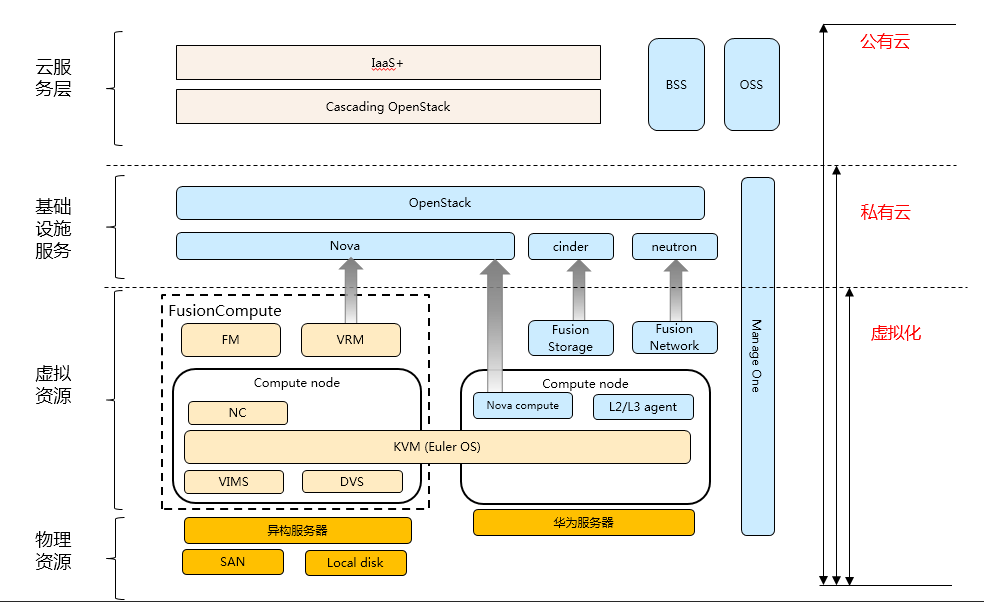 公有云
云服
务层
IaaS+
Cascading OpenStack
BSS
OSS
私有云
基础
设施
服务
OpenStack
Nova
cinder
neutron
虚拟化
FusionCompute
FM
VRM
Fusion
Storage
Fusion
Network
Manage One
虚拟
资源
Compute node
Compute node
NC
Nova compute
L2/L3 agent
KVM (Euler OS)
VIMS
DVS
物理
资源
异构服务器
华为服务器
SAN
Local disk